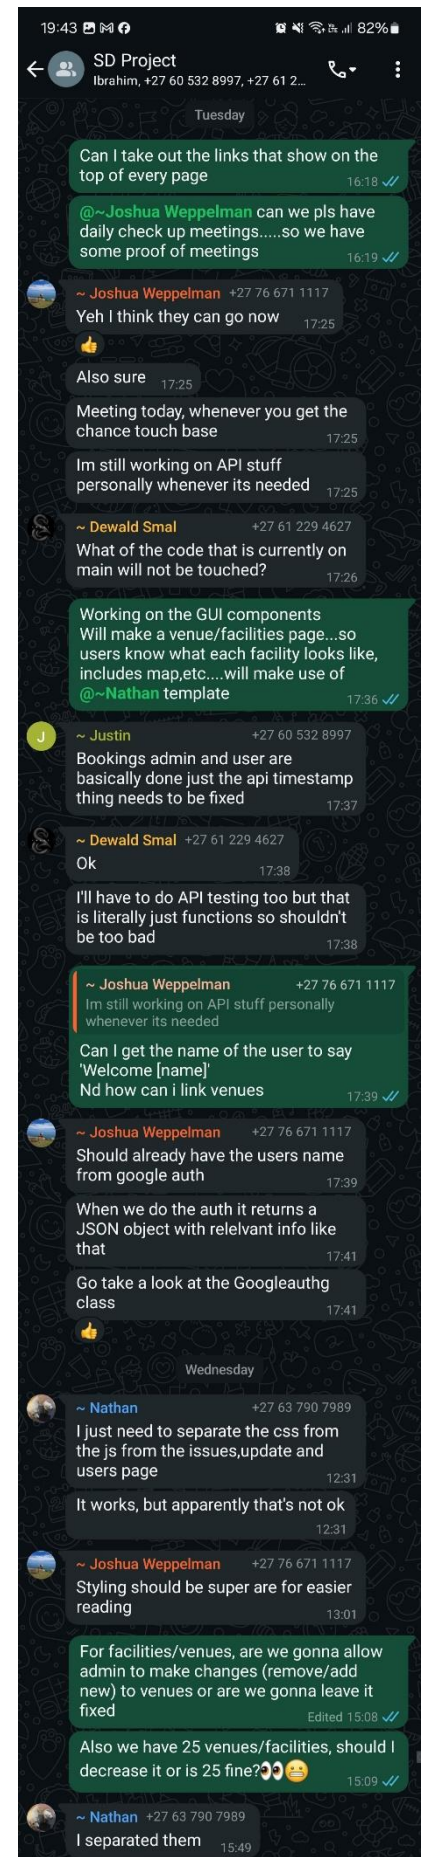 19:43 82%
SD Project
Ibrahim, +27 60 532 8997, +27 61 2...
Tuesday
Can I take out the links that show on the
top of every page
16:18
@~Joshua Weppelman can we pls have
daily check up meetings.....so we have
some proof of meetings
16:19
~ Joshua Weppelman +27 76 671 1117
Yeh I think they can go now
17:25
Also sure 17:25
Meeting today, whenever you get the
chance touch base
17:25
Im still working on API stuff
personally whenever its needed
17:25
~ Dewald Smal +27 61 229 4627
What of the code that is currently on
main will not be touched?
17:26
Working on the GUI components
Will make a venue/facilities page...so
users know what each facility looks like,
includes map,etc....will make use of
@~Nathan template
17:36
J
~ Justin +27 60 532 8997
Bookings admin and user are
basically done just the api timestamp
thing needs to be fixed
17:37
~ Dewald Smal +27 61 229 4627
Ok
17:38
I'll have to do API testing too but that
is literally just functions so shouldn't
be too bad
17:38
~ Joshua Weppelman +27 76 671 1117
Im still working on API stuff personally
whenever its needed
Can I get the name of the user to say
'Welcome [name]'
Nd how can i link venues
17:39
~ Joshua Weppelman +27 76 671 1117
Should already have the users name
from google auth
17:39
When we do the auth it returns a
JSON object with relelvant info like
that
17:41
Go take a look at the Googleauthg
class
17:41
Wednesday
~ Nathan +27 63 790 7989
I just need to separate the css from
the js from the issues,update and
users page
12:31
It works, but apparently that's not ok
12:31
~ Joshua Weppelman +27 76 671 1117
Styling should be super are for easier
reading
13:01
For facilities/venues, are we gonna allow
admin to make changes (remove/add
new) to venues or are we gonna leave it
fixed
Edited 15:08
Also we have 25 venues/facilities, should I
decrease it or is 25 fine?👀😬
15:09
~ Nathan +27 63 790 7989
I separated them
15:49